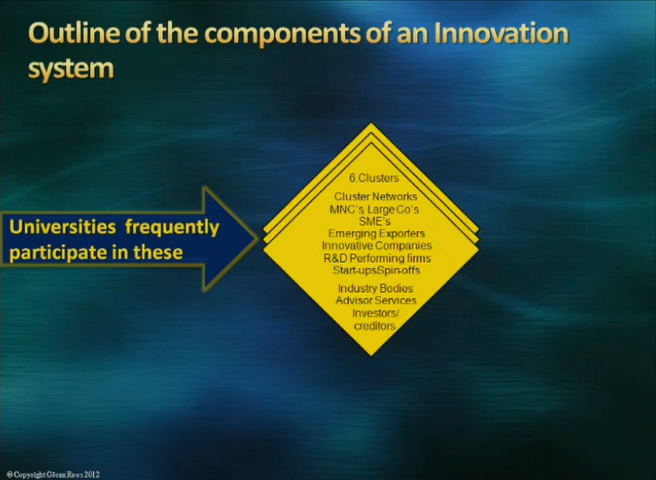 Outline of the components of an Innovation
system
Universities frequently
participate in these
6.Clusters
Cluster Networks
MNC's, Large Co's
SME's
Emerging Exporters
Innovative Companies
R&D Performing firms
Start-ups/Spin-offs
Industry Bodies
Advisor Services
Investors/
creditors
© Copyright Göran Roos 2012